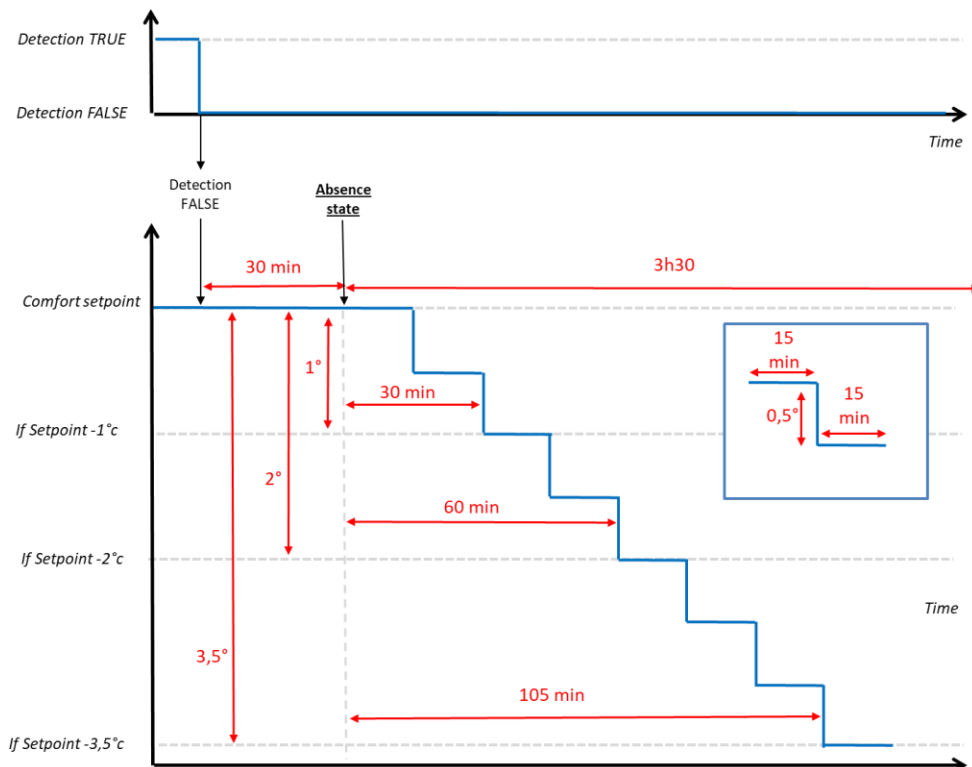 Detection TRUE
Detection FALSE
Time
Detection
FALSE
Absence
state
30 min
3h30
Comfort setpoint
1°
15
min
15
min
0,5°
30 min
If Setpoint -1°c
2°
60 min
If Setpoint -2°c
Time
3,5°
105 min
If Setpoint -3,5°c